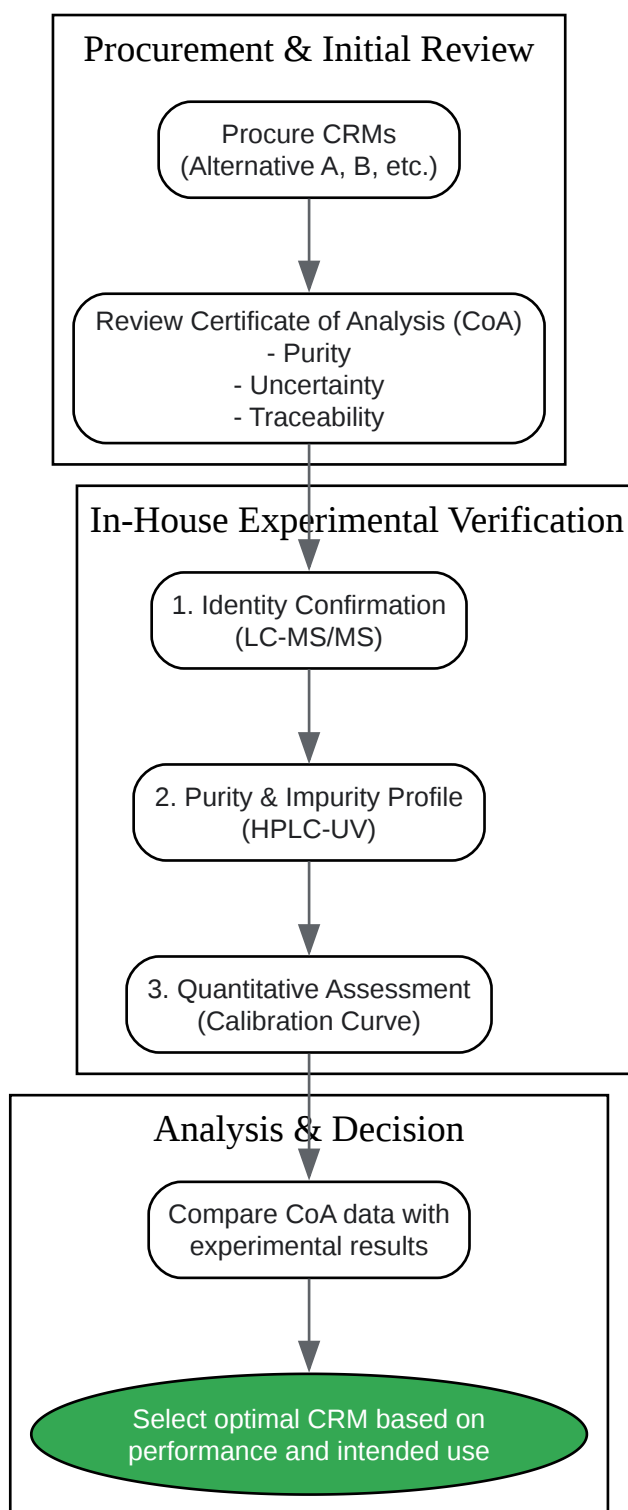 Procurement & Initial Review
Procure CRMs
(Alternative A, B, etc.)
Review Certificate of Analysis (CoA)
- Purity
- Uncertainty
- Traceability
In-House Experimental Verification
1. Identity Confirmation
(LC-MS/MS)
2. Purity & Impurity Profile
(HPLC-UV)
3. Quantitative Assessment
(Calibration Curve)
Analysis & Decision
Compare CoA data with
experimental results
Select optimal CRM based on
performance and intended use